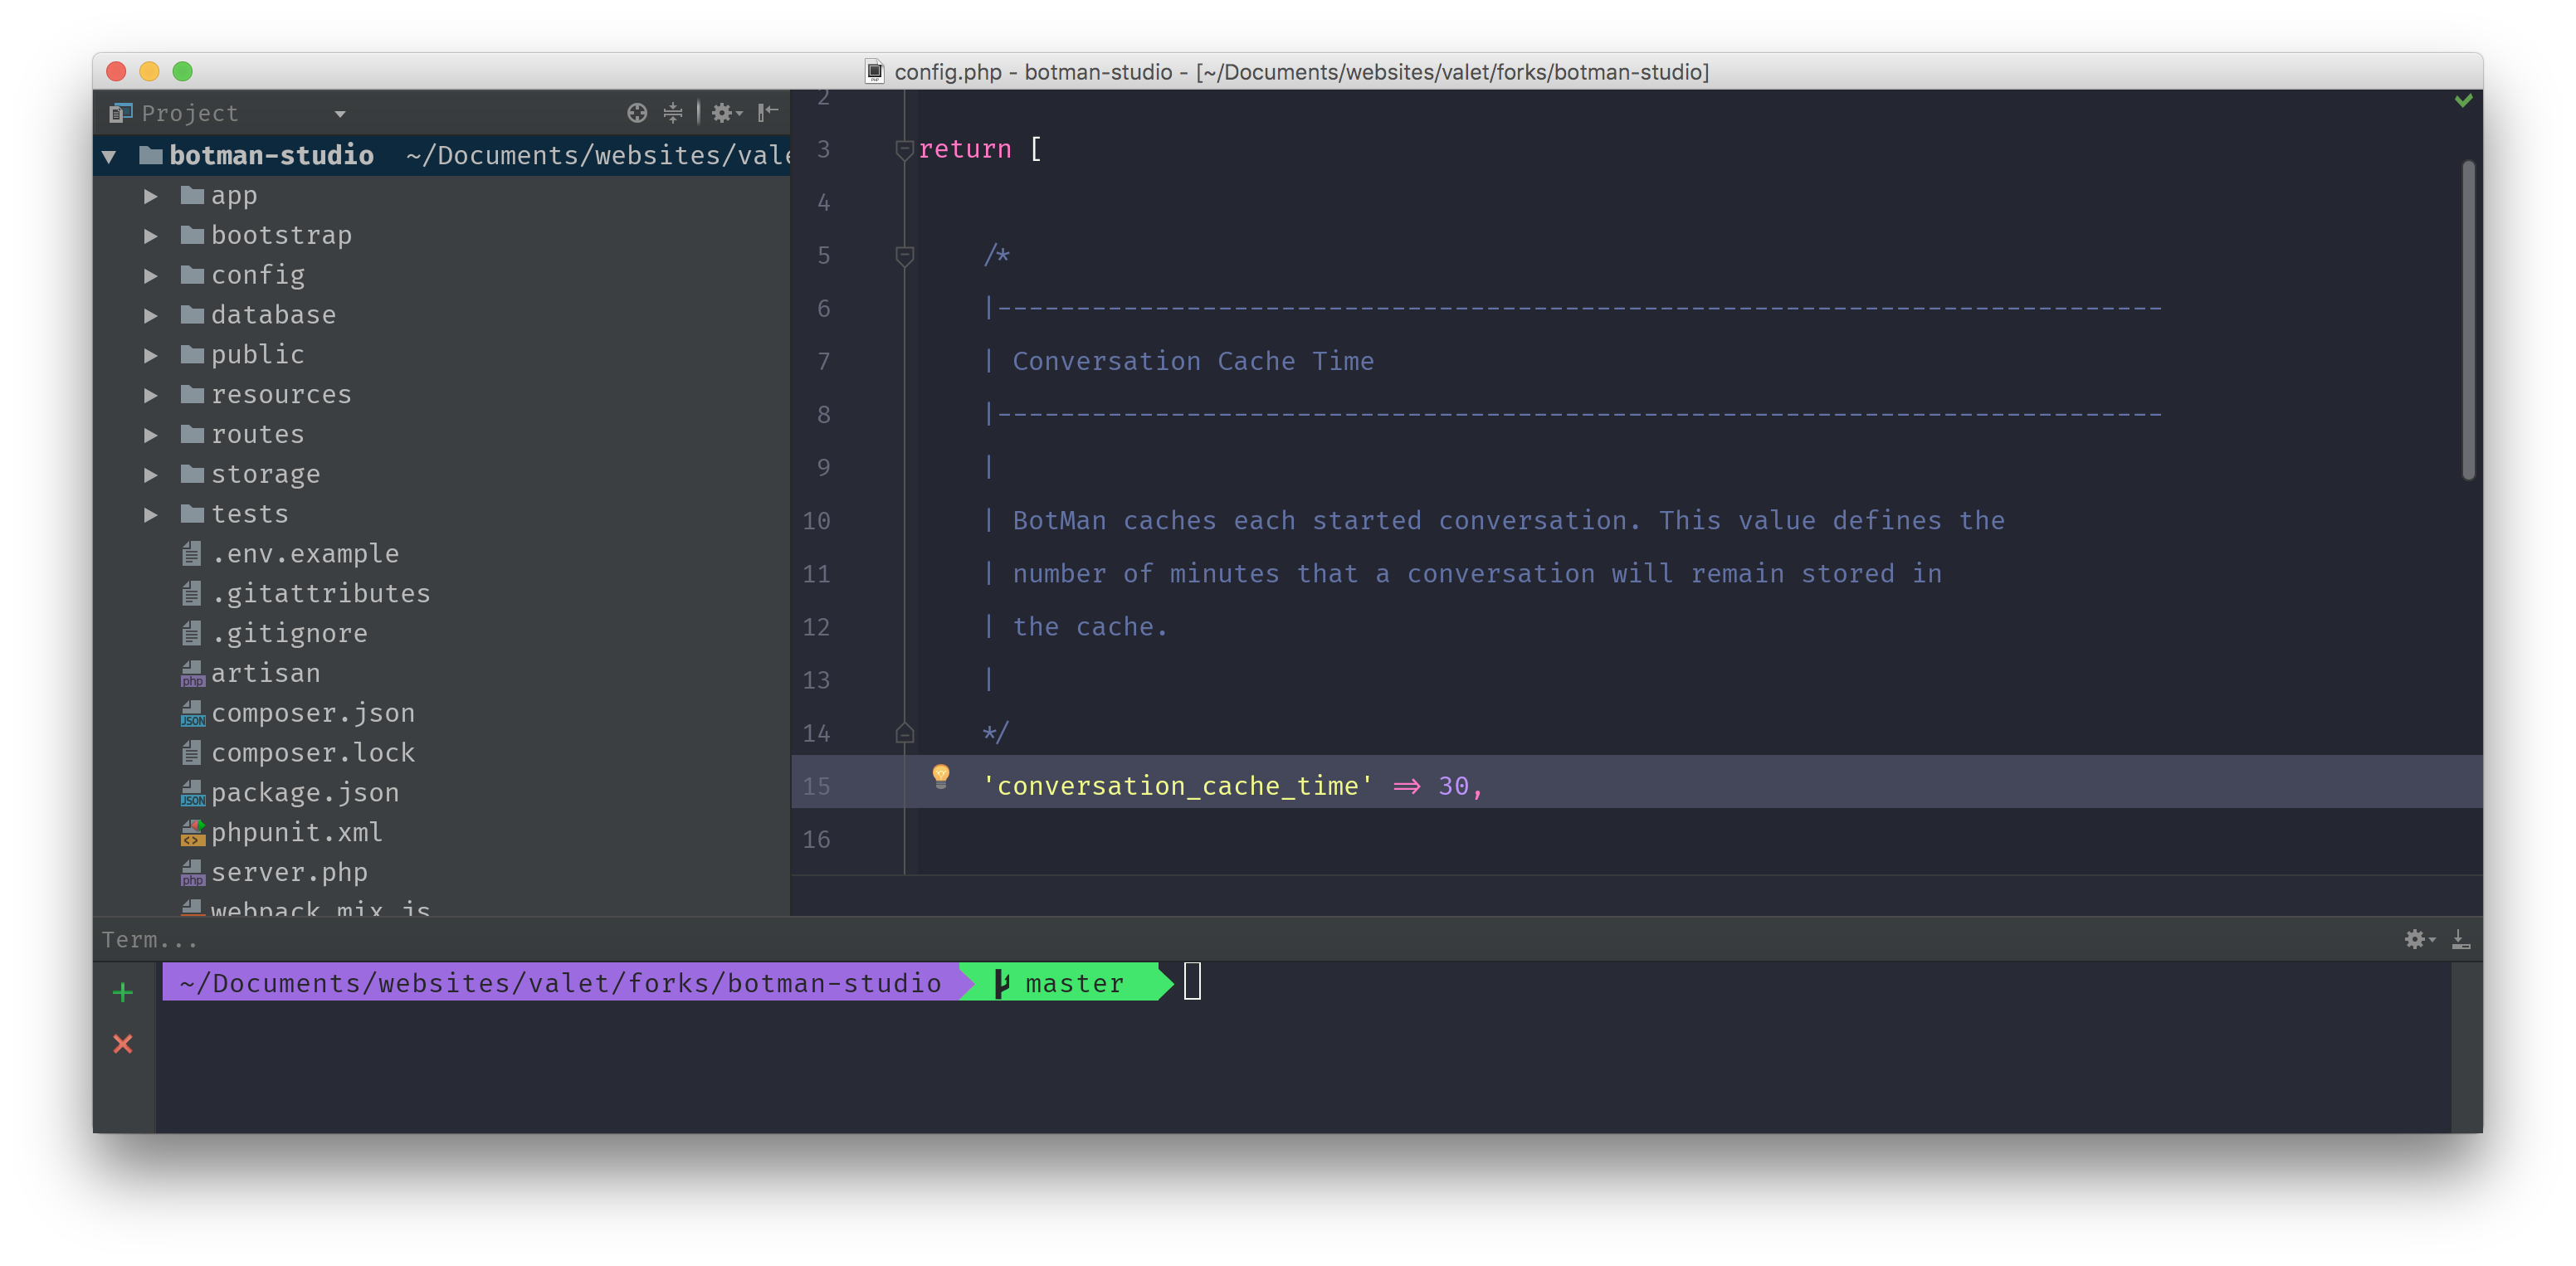 config.php - botman-studio - [~/Documents/websites/valet/forks/botman-studio]
Project
botman-studio ~/Documents/websites/vale
app
bootstrap
config
database
public
resources
routes
storage
tests
.env.example
.gitattributes
.gitignore
artisan
composer.json
composer.lock
package.json
phpunit.xml
server.php
webpack.mix.js
2
3 return [
4
5 /*
6 |--------------------------------------------------------------------------
7 | Conversation Cache Time
8 |--------------------------------------------------------------------------
9 |
10 | BotMan caches each started conversation. This value defines the
11 | number of minutes that a conversation will remain stored in
12 | the cache.
13 |
14 */
15 'conversation_cache_time' => 30,
16
Term...
~/Documents/websites/valet/forks/botman-studio master